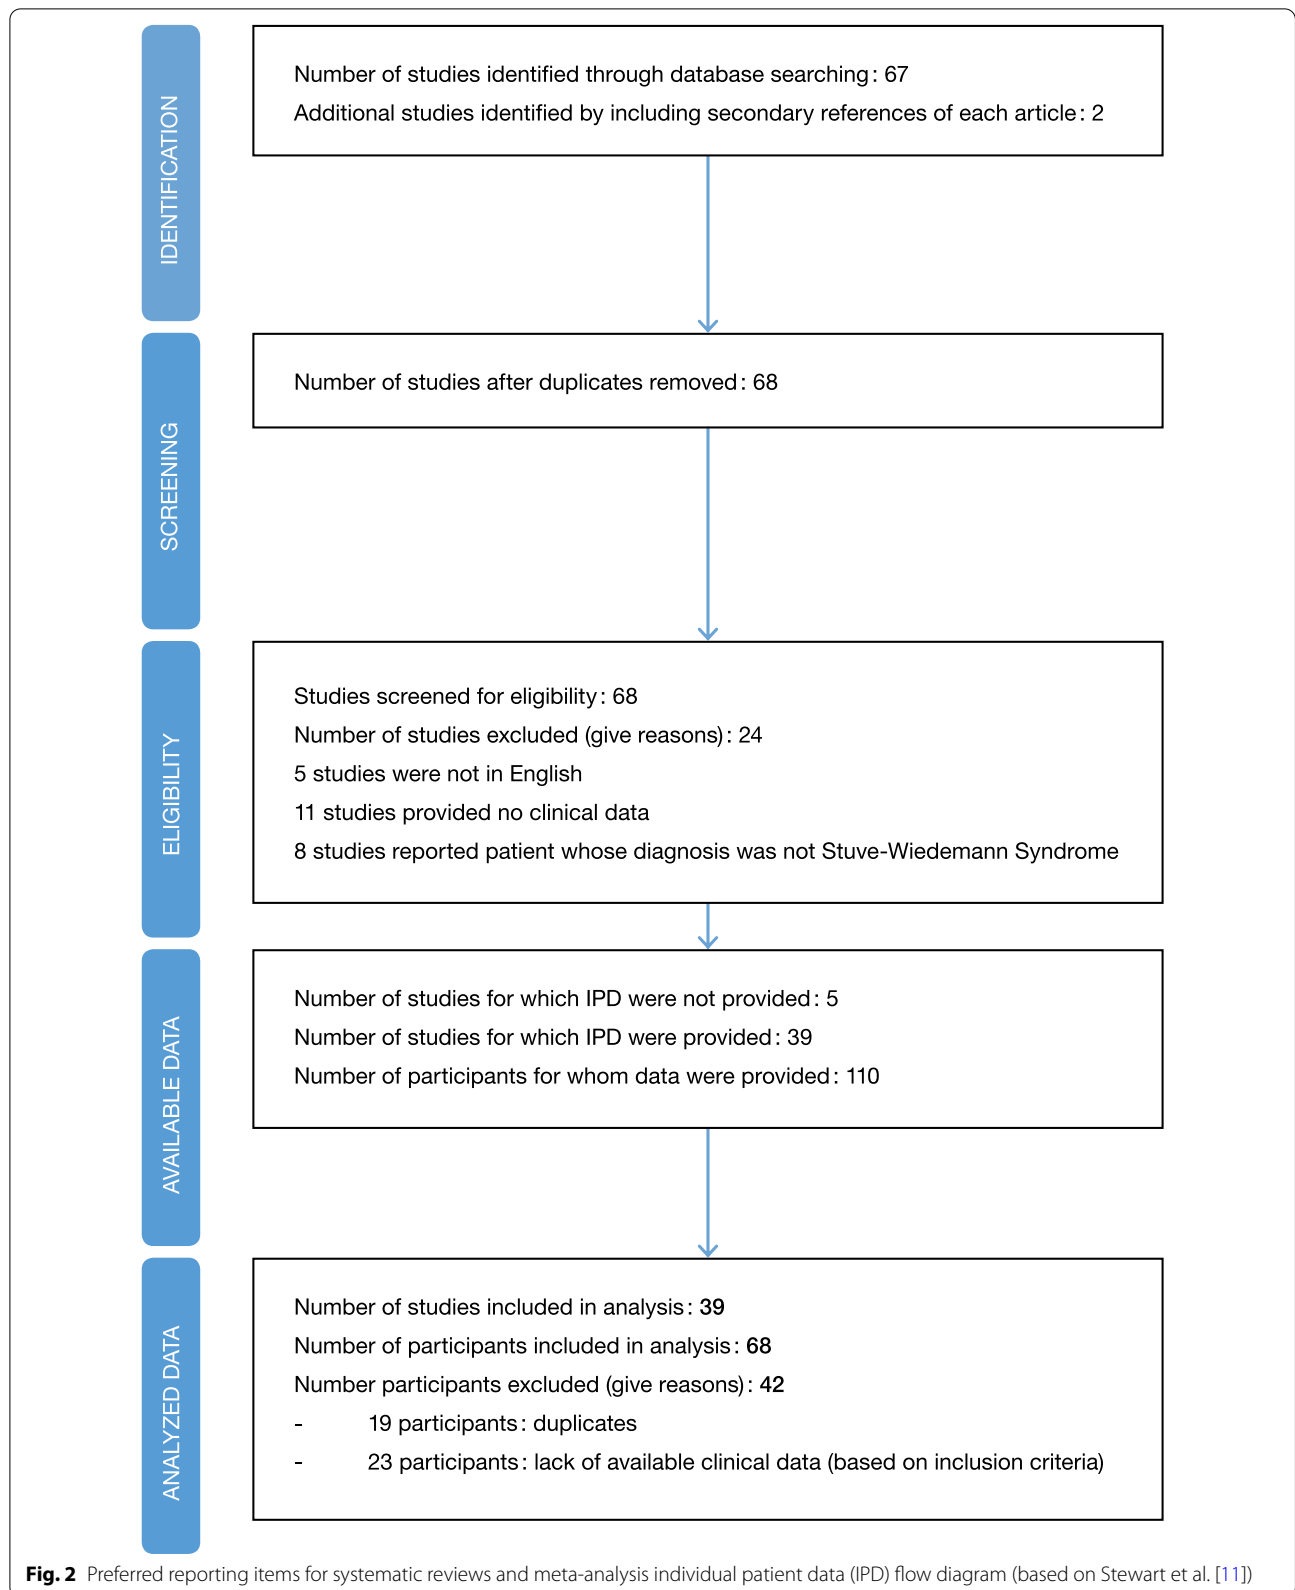 IDENTIFICATION
Number of studies identified through database searching: 67
Additional studies identified by including secondary references of each article: 2
SCREENING
Number of studies after duplicates removed: 68
ELIGIBILITY
Studies screened for eligibility: 68
Number of studies excluded (give reasons): 24
5 studies were not in English
11 studies provided no clinical data
8 studies reported patient whose diagnosis was not Stuve-Wiedemann Syndrome
AVAILABLE DATA
Number of studies for which IPD were not provided: 5
Number of studies for which IPD were provided: 39
Number of participants for whom data were provided: 110
ANALYZED DATA
Number of studies included in analysis: 39
Number of participants included in analysis: 68
Number participants excluded (give reasons): 42
- 19 participants: duplicates
- 23 participants: lack of available clinical data (based on inclusion criteria)
Fig. 2 Preferred reporting items for systematic reviews and meta-analysis individual patient data (IPD) flow diagram (based on Stewart et al. [11])